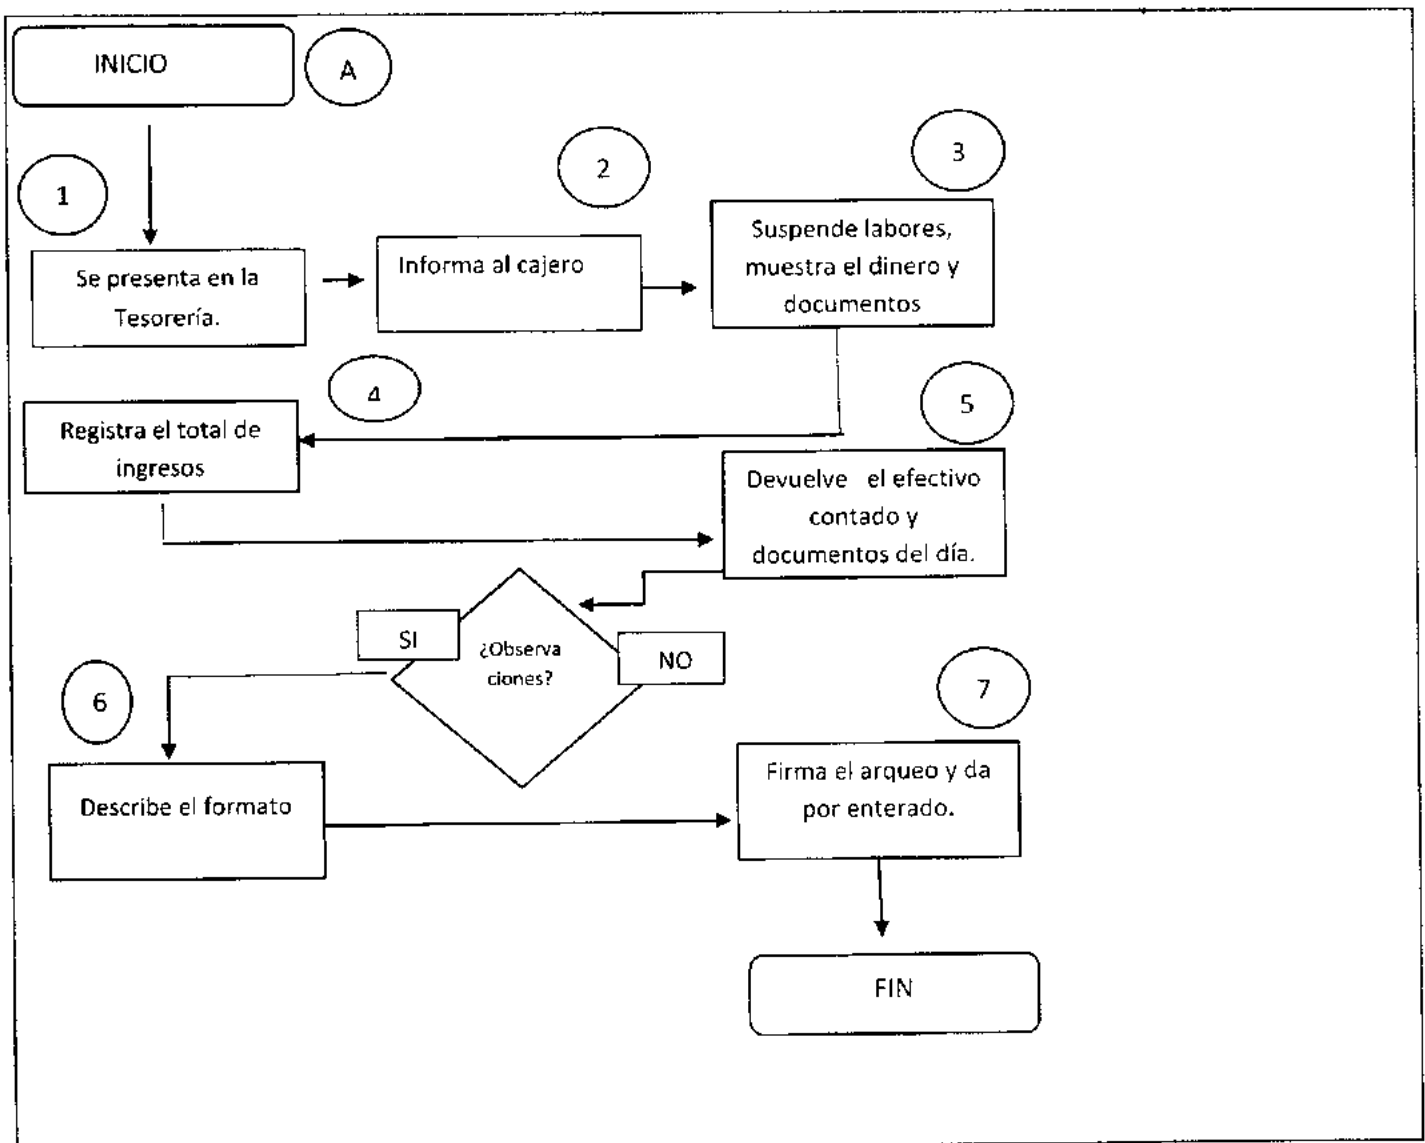 INICIO
A
1
Se presenta en la
Tesorería.
2
Informa al cajero
3
Suspende labores,
muestra el dinero y
documentos
4
Registra el total de
ingresos
5
Devuelve el efectivo
contado y
documentos del día.
SI
¿Observa
ciones?
NO
6
Describe el formato
7
Firma el arqueo y da
por enterado.
FIN